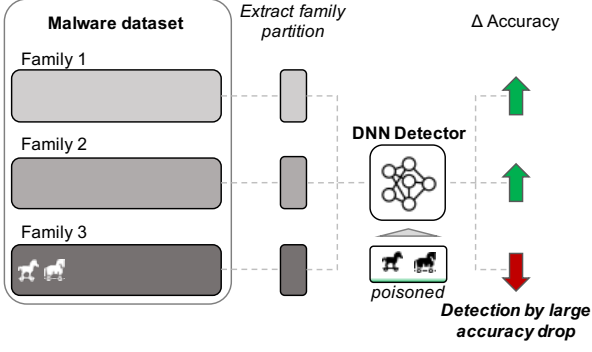 Malware dataset
Extract family
partition
Δ Accuracy
Family 1
Family 2
DNN Detector
Family 3
poisoned
Detection by large
accuracy drop